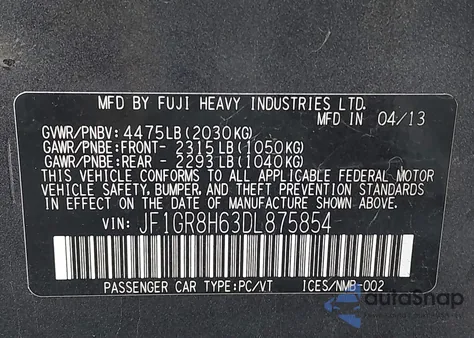 MFD BY FUJI HEAVY INDUSTRIES LTD.
MFD IN 04/13
GVWR/PNBV: 4475LB(2030KG)
GAWR/PNBE:FRONT- 2315LB(1050KG)
GAWR/PNBE:REAR - 2293LB(1040KG)
THIS VEHICLE CONFORMS TO ALL APPLICABLE FEDERAL MOTOR
VEHICLE SAFETY, BUMPER, AND THEFT PREVENTION STANDARDS
IN EFFECT ON THE DATE OF MANUFACTURE SHOWN ABOVE.
VIN: JF1GR8H63DL875854
PASSENGER CAR TYPE:PC/VT ICES/NMB-002
autoSnap